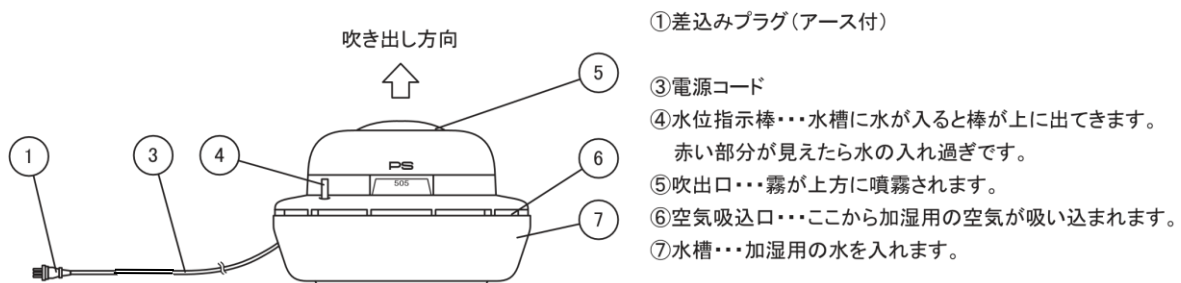 吹き出し方向
①
③
④
⑤
⑥
⑦
PS
505
①差込みプラグ(アース付)
③電源コード
④水位指示棒・・・水槽に水が入ると棒が上に出てきます。
赤い部分が見えたら水の入れ過ぎです。
⑤吹出口・・・霧が上方に噴霧されます。
⑥空気吸込口・・・ここから加湿用の空気が吸い込まれます。
⑦水槽・・・加湿用の水を入れます。